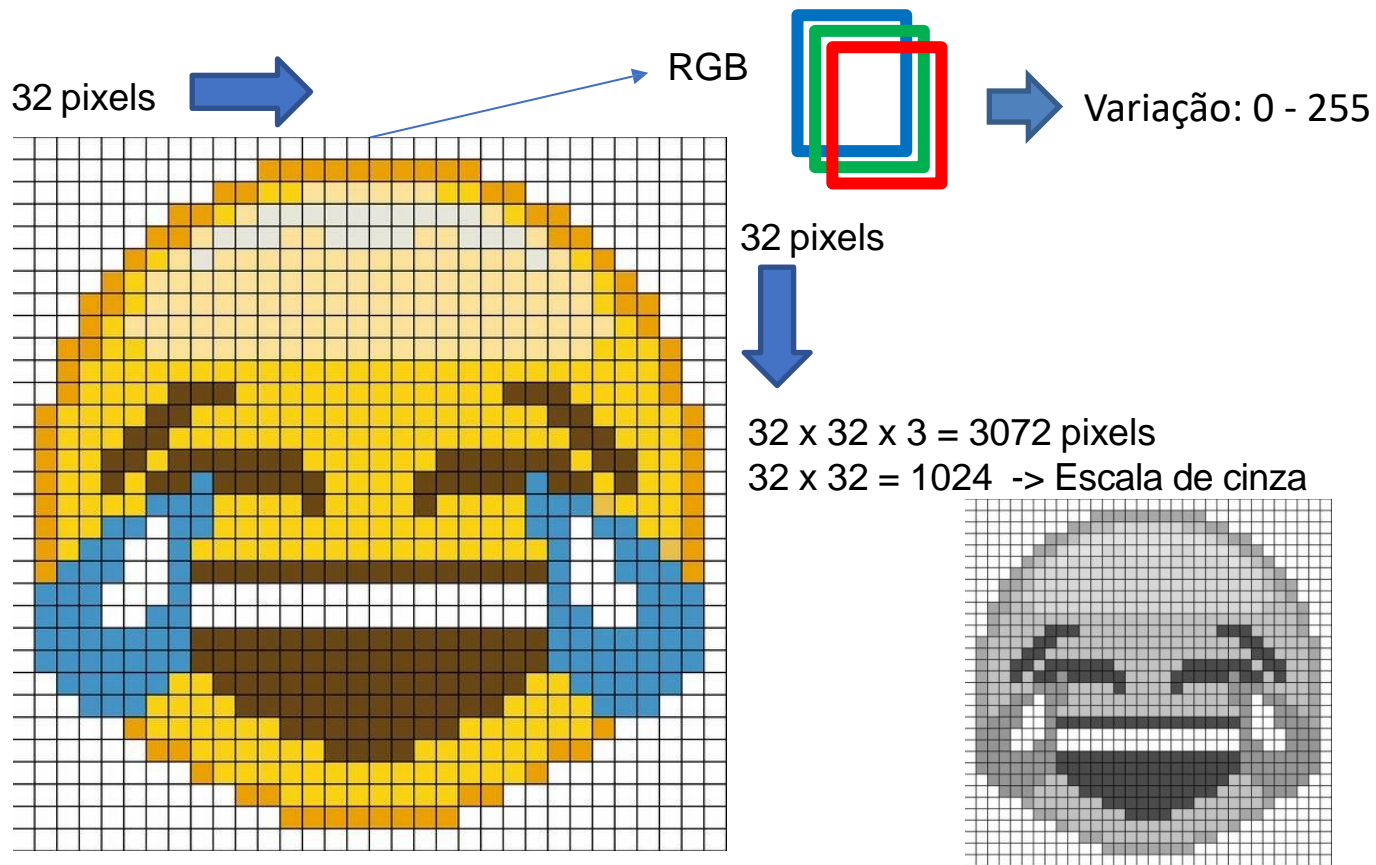 32 pixels
RGB
Variação: 0 - 255
32 pixels
32 x 32 x 3 = 3072 pixels
32 x 32 = 1024 -> Escala de cinza